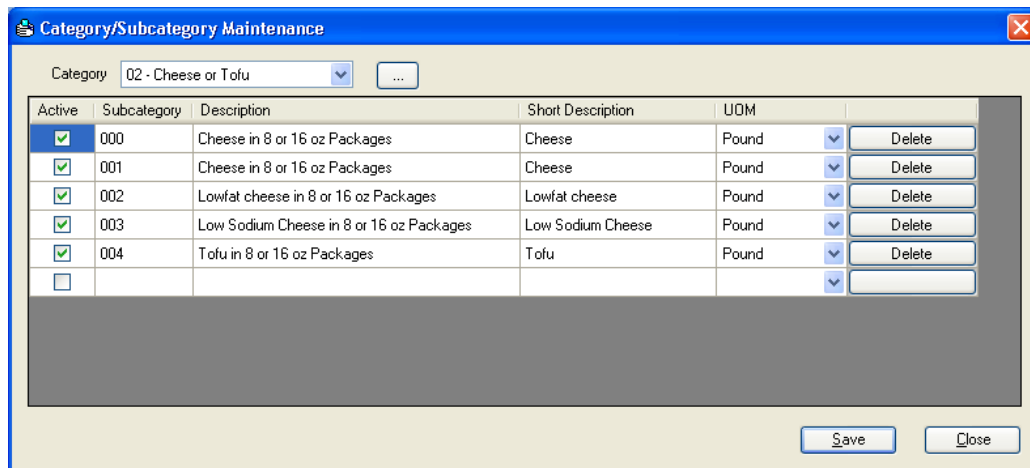 Category/Subcategory Maintenance
Category 02 - Cheese or Tofu ...
Active Subcategory Description Short Description UOM
000 Cheese in 8 or 16 oz Packages Cheese Pound Delete
001 Cheese in 8 or 16 oz Packages Cheese Pound Delete
002 Lowfat cheese in 8 or 16 oz Packages Lowfat cheese Pound Delete
003 Low Sodium Cheese in 8 or 16 oz Packages Low Sodium Cheese Pound Delete
004 Tofu in 8 or 16 oz Packages Tofu Pound Delete
Save Close